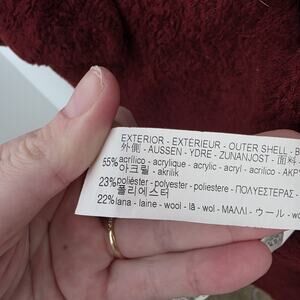 EXTERIOR - EXTÉRIEUR - OUTER SHELL -
外側 - AUSSEN - YDRE - ZUNANJOST - 面料
55% acrílico - acrylique - acrylic - acryl - acrilico -
아크릴 - akrilik
23% poliéster - polyester - poliestere - ΠΟΛΥΕΣΤΕΡΑΣ -
폴리에스터
22% lana - laine - wool - lã - wol - ΜΑΛΛΙ - ウール -